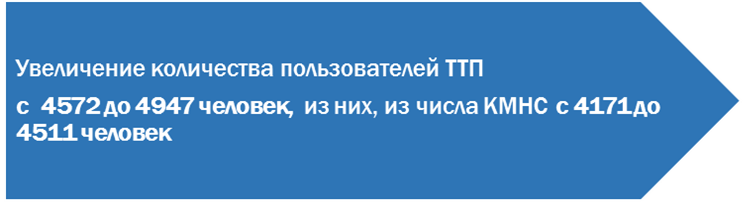 Увеличение количества пользователей ТТП
с 4572 до 4947 человек, из них, из числа КМНС с 4171 до
4511 человек